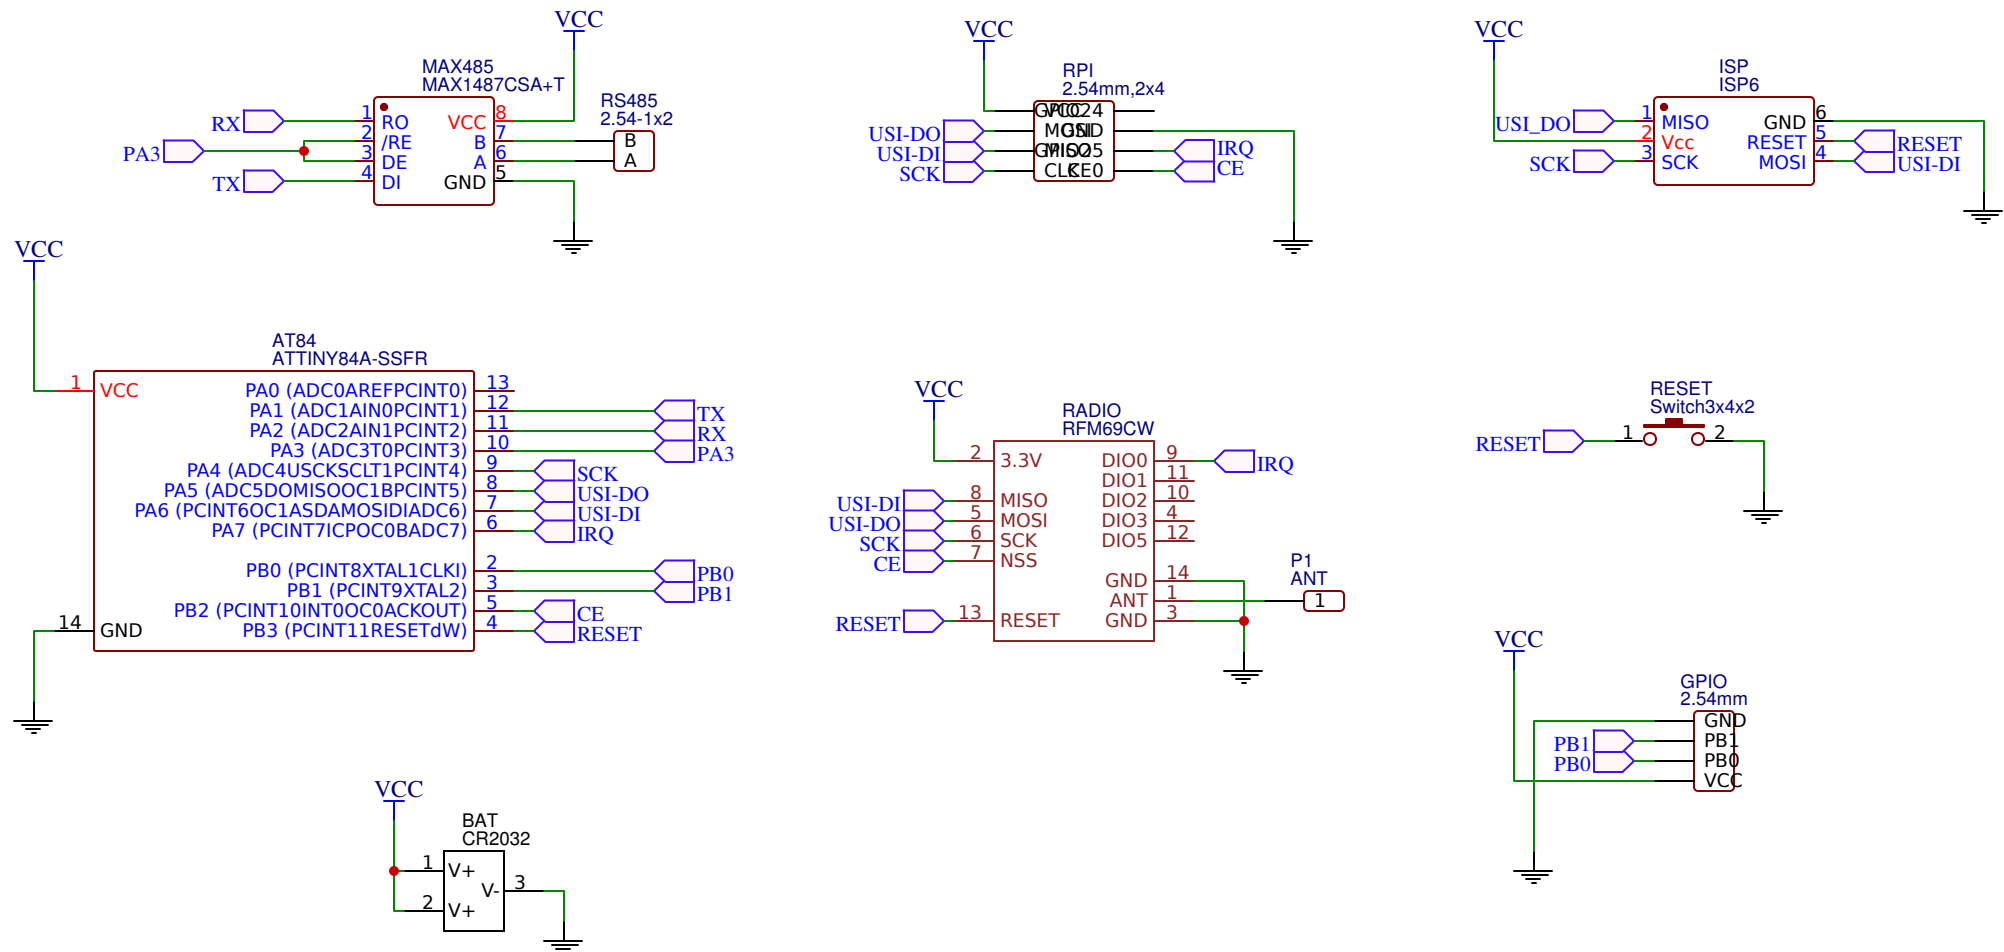 VCC
MAX485
MAX1487CSA+T
RX
PA3
TX
1
2
3
4
RO
/RE
DE
DI
VCC
B
A
GND
8
7
6
5
RS485
2.54-1x2
B
A
VCC
RPI
2.54mm,2x4
USI-DO
USI-DI
SCK
VCC
GPIO24
MOSI
GND
MISO
GPIO25
CLK
CE0
IRQ
CE
VCC
ISP
ISP6
USI_DO
SCK
1
2
3
MISO
Vcc
SCK
GND
RESET
MOSI
6
5
4
RESET
USI-DI
VCC
AT84
ATTINY84A-SSFR
1
VCC
14
GND
PA0 (ADC0AREFPCINT0)
13
PA1 (ADC1AIN0PCINT1)
12
TX
PA2 (ADC2AIN1PCINT2)
11
RX
PA3 (ADC3T0PCINT3)
10
PA3
PA4 (ADC4USCKSCLT1PCINT4)
9
SCK
PA5 (ADC5DOMISOOC1BPCINT5)
8
USI-DO
PA6 (PCINT6OC1ASDAMOSIDIADC6)
7
USI-DI
PA7 (PCINT7ICPOC0BADC7)
6
IRQ
PB0 (PCINT8XTAL1CLKI)
2
PB0
PB1 (PCINT9XTAL2)
3
PB1
PB2 (PCINT10INT0OC0ACKOUT)
5
CE
PB3 (PCINT11RESETdW)
4
RESET
VCC
RADIO
RFM69CW
2
3.3V
USI-DI
8
MISO
USI-DO
5
MOSI
SCK
6
SCK
CE
7
NSS
RESET
13
RESET
DIO0
9
IRQ
DIO1
11
DIO2
10
DIO3
4
DIO5
12
GND
14
ANT
1
GND
3
P1
ANT
1
RESET
Switch3x4x2
RESET
1
2
VCC
GPIO
2.54mm
GND
PB1
PB1
PB0
PB0
VCC
VCC
BAT
CR2032
1
V+
2
V+
V-
3